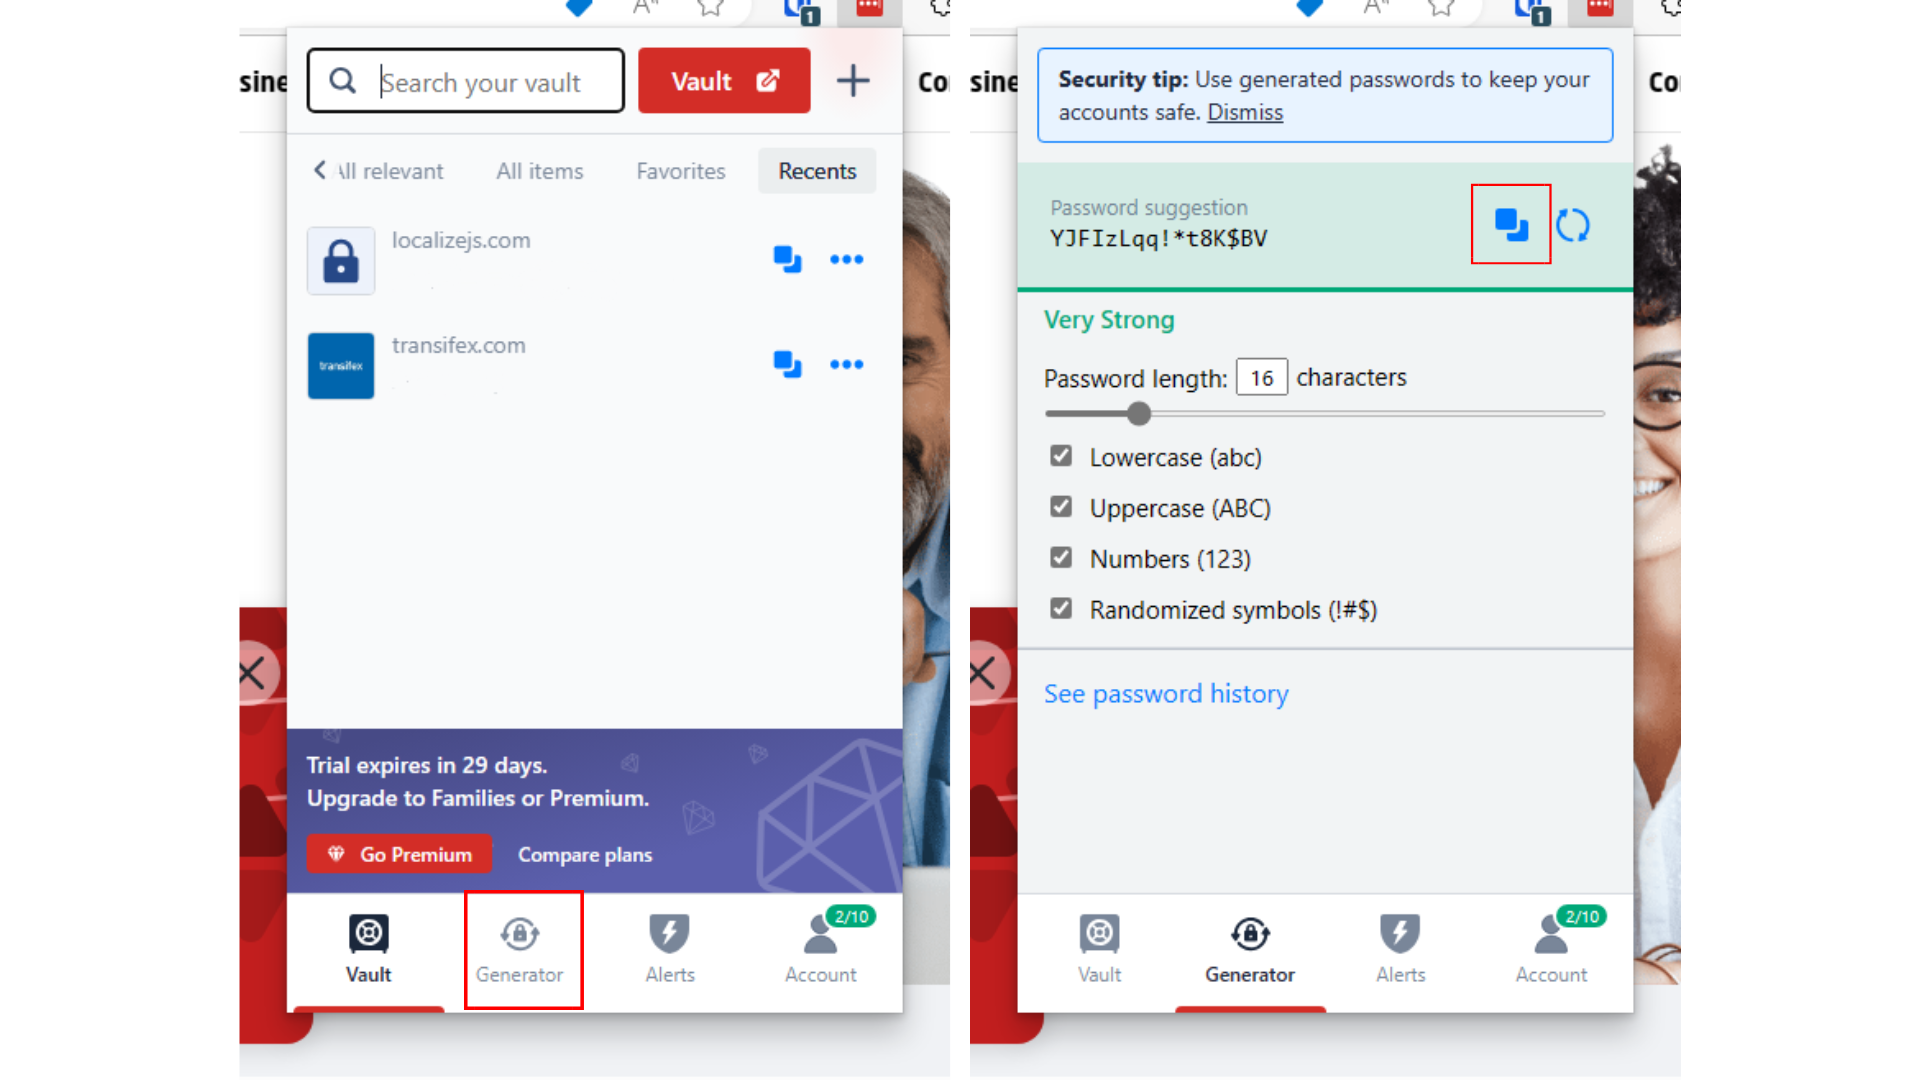 sine
Search your vault
Vault
Co
All relevant
All items
Favorites
Recents
localizejs.com
transifex
transifex.com
Trial expires in 29 days.
Upgrade to Families or Premium.
Go Premium
Compare plans
Vault
Generator
Alerts
2/10
Account
1
A
sine
Security tip: Use generated passwords to keep your
accounts safe. Dismiss
Co
Password suggestion
YJFIzLqq!*t8K$BV
Very Strong
Password length: 16 characters
Lowercase (abc)
Uppercase (ABC)
Numbers (123)
Randomized symbols (!#$)
See password history
Vault
Generator
Alerts
2/10
Account
1
A